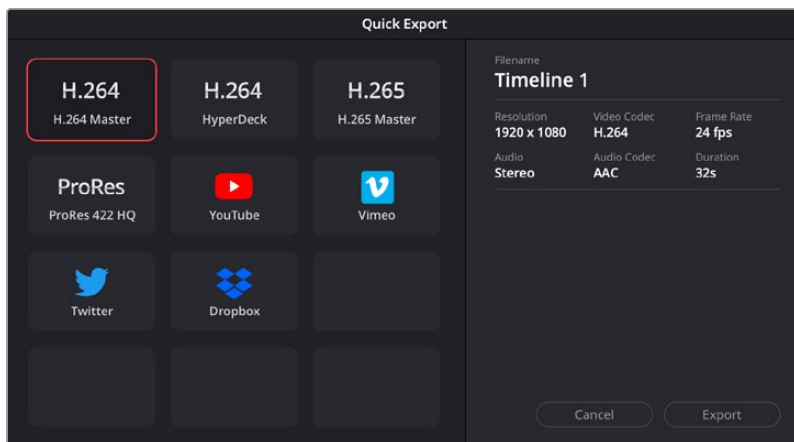 Quick Export
H.264
H.264 Master
H.264
HyperDeck
H.265
H.265 Master
ProRes
ProRes 422 HQ
YouTube
Vimeo
Twitter
Dropbox
Filename
Timeline 1
Resolution
1920 x 1080
Video Codec
H.264
Frame Rate
24 fps
Audio
Stereo
Audio Codec
AAC
Duration
32s
Cancel
Export